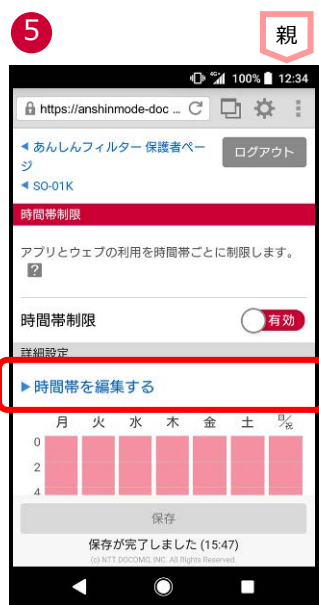 5
親
4G 100% 12:34
https://anshinmode-doc ...
◀ あんしんフィルター 保護者ペー
ジ
ログアウト
◀ SO-01K
時間帯制限
アプリとウェブの利用を時間帯ごとに制限します。
?
時間帯制限
有効
詳細設定
▶時間帯を編集する
月 火 水 木 金 土 日/祝
0
2
4
保存
保存が完了しました (15:47)
(c) NTT DOCOMO, INC. All Rights Reserved.